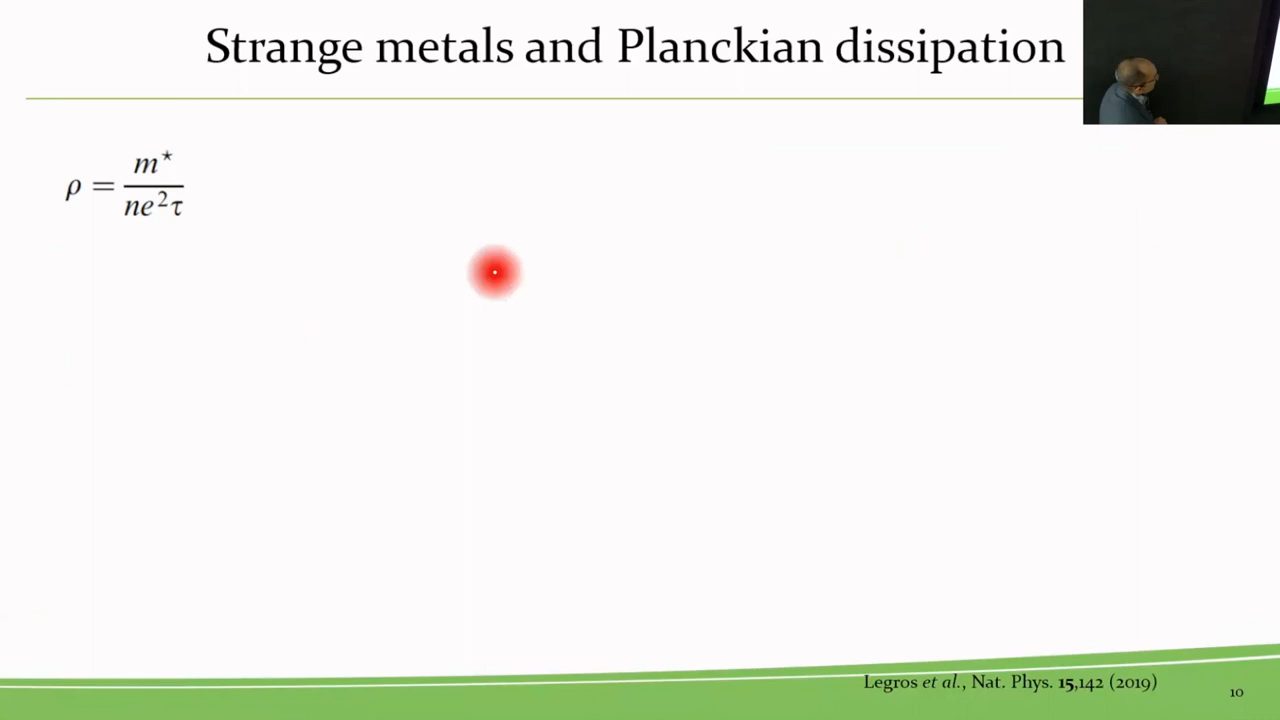 Strange metals and Planckian dissipation
ρ = m* / ne²τ
Legros et al., Nat. Phys. 15,142 (2019)
10